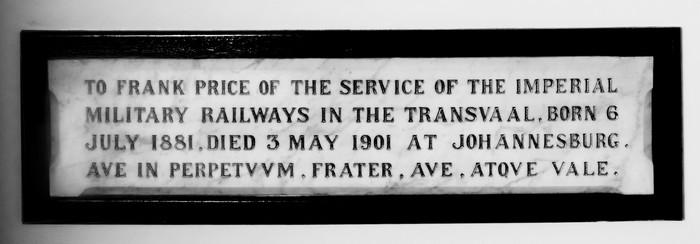 TO FRANK PRICE OF THE SERVICE OF THE IMPERIAL
MILITARY RAILWAYS IN THE TRANSVAAL. BORN 6
JULY 1881. DIED 3 MAY 1901 AT JOHANNESBURG.
AVE IN PERPETVVM. FRATER, AVE. ATQVE VALE.